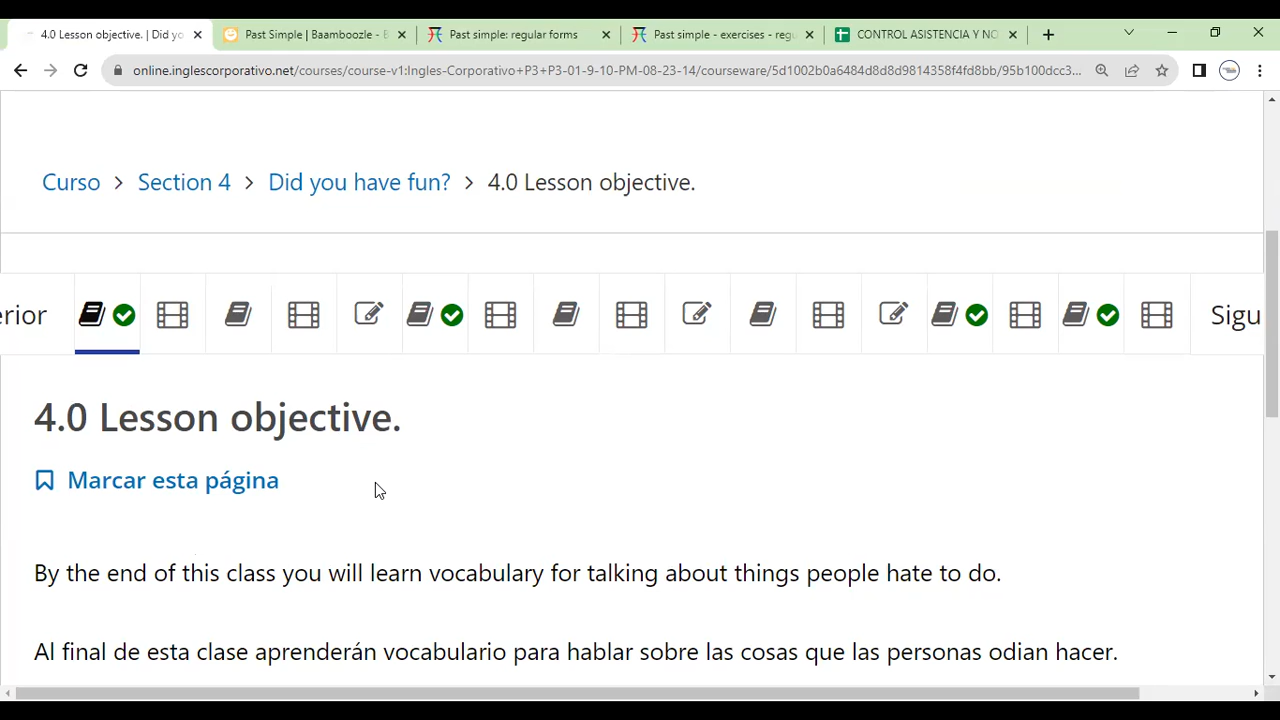 4.0 Lesson objective. | Did yo
Past Simple | Baamboozle - B
Past simple: regular forms
Past simple - exercises - regu
CONTROL ASISTENCIA Y NO
online.inglescorporativo.net/courses/course-v1:Ingles-Corporativo+P3+P3-01-9-10-PM-08-23-14/courseware/5d1002b0a6484d8d8d9814358f4fd8bb/95b100dcc3...
Curso > Section 4 > Did you have fun? > 4.0 Lesson objective.
erior
Sigu
4.0 Lesson objective.
Marcar esta página
By the end of this class you will learn vocabulary for talking about things people hate to do.
Al final de esta clase aprenderán vocabulario para hablar sobre las cosas que las personas odian hacer.